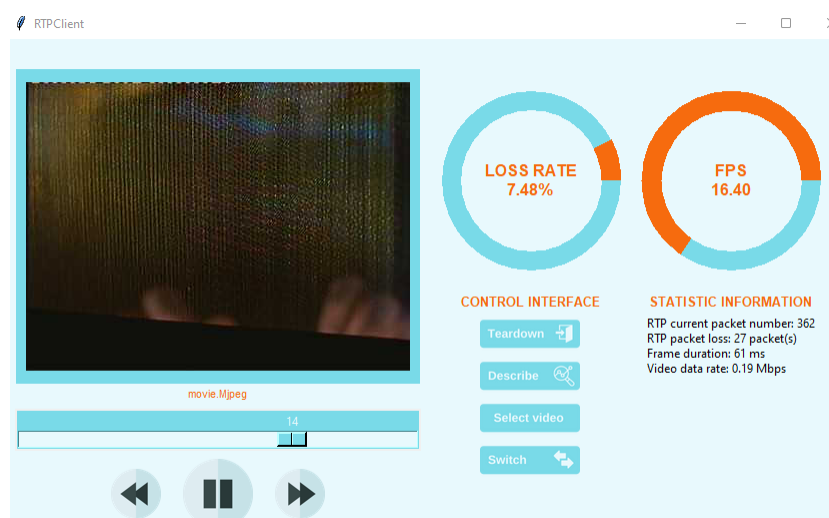 RTPClient
LOSS RATE
7.48%
FPS
16.40
CONTROL INTERFACE
STATISTIC INFORMATION
Teardown
Describe
Select video
Switch
RTP current packet number: 362
RTP packet loss: 27 packet(s)
Frame duration: 61 ms
Video data rate: 0.19 Mbps
movie.Mjpeg
14